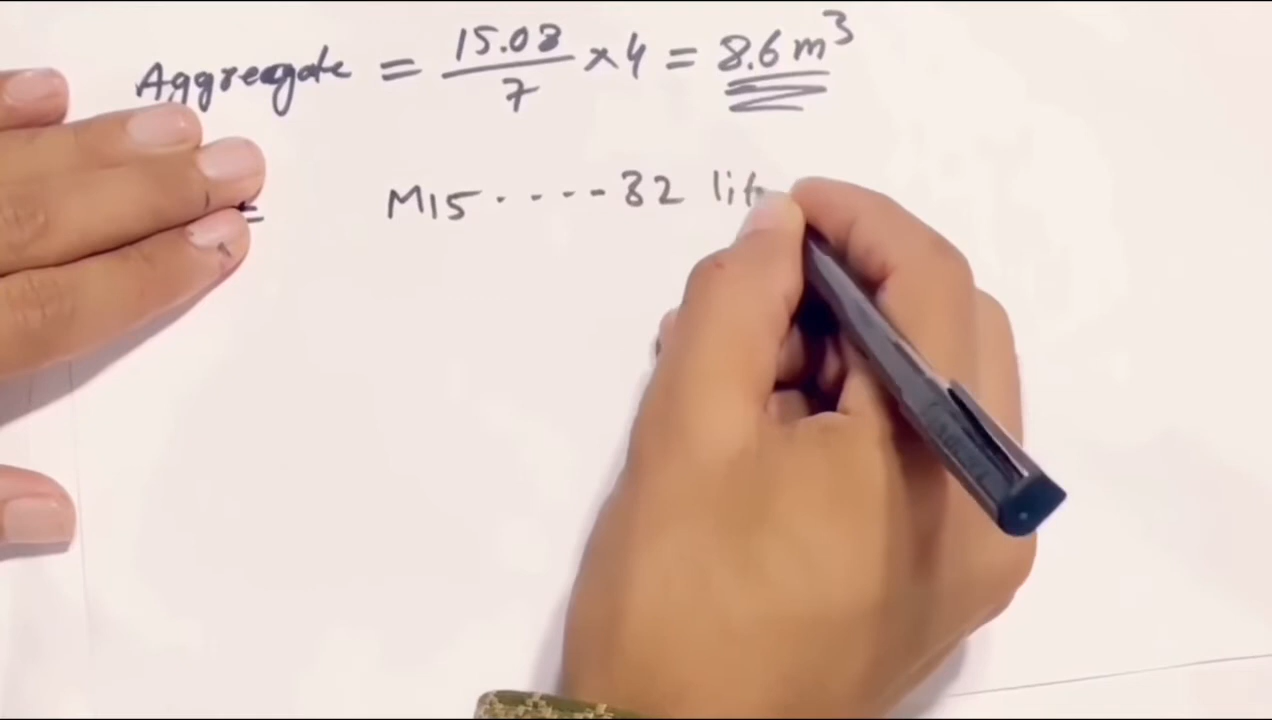 Aggregate = 15.08/7 × 4 = 8.6 m³
M15 ---- 32 lit